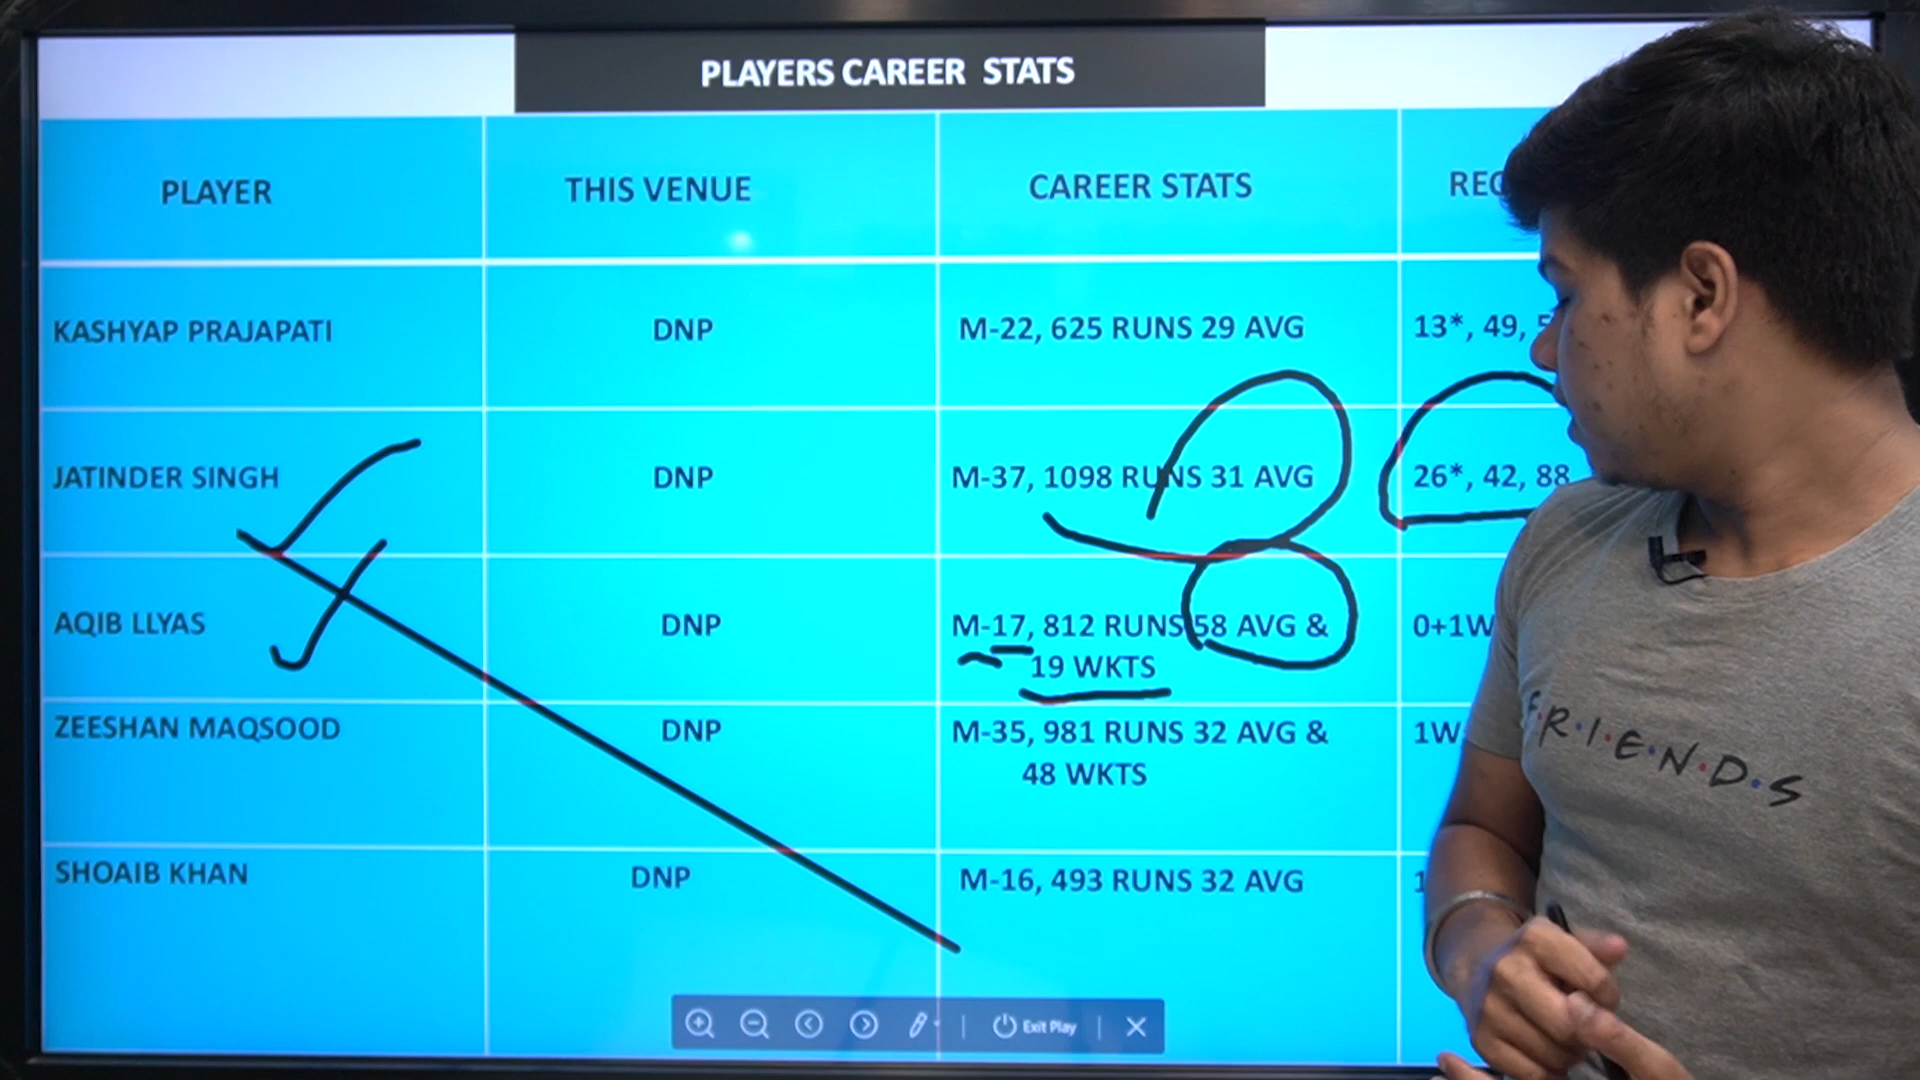 PLAYERS CAREER STATS
PLAYER THIS VENUE CAREER STATS
KASHYAP PRAJAPATI DNP M-22, 625 RUNS 29 AVG 13*, 49,
JATINDER SINGH DNP M-37, 1098 RUNS 31 AVG 26*, 42, 88
AQIB LLYAS DNP M-17, 812 RUNS 58 AVG & 0+1W
19 WKTS
ZEESHAN MAQSOOD DNP M-35, 981 RUNS 32 AVG & 1W
48 WKTS
SHOAIB KHAN DNP M-16, 493 RUNS 32 AVG
F·R·I·E·N·D·S
Exit Play